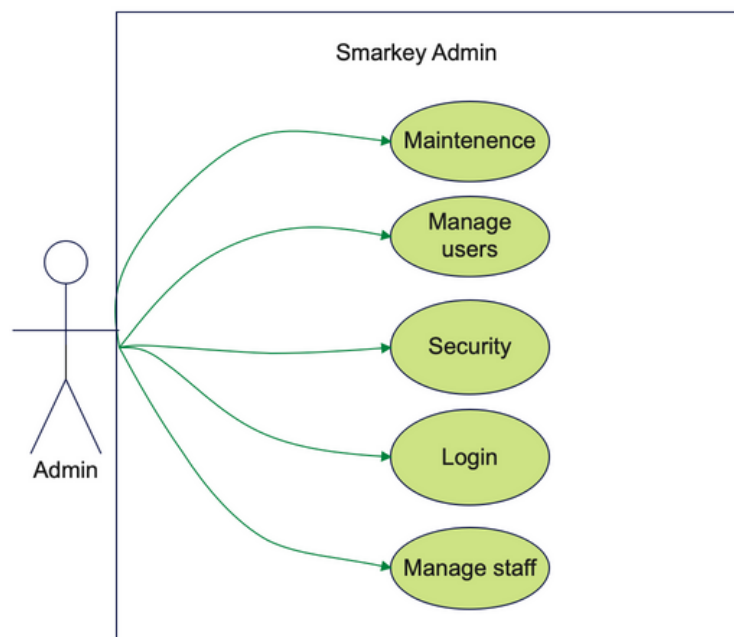 Smarkey Admin
Maintenence
Manage
users
Security
Login
Admin
Manage staff